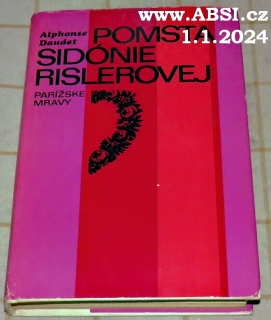 www.ABSI.cz
1.1.2024
Alphonse
Daudet
POMSTA
SIDÓNIE
RISLEROVEJ
PARÍŽSKE
MRAVY